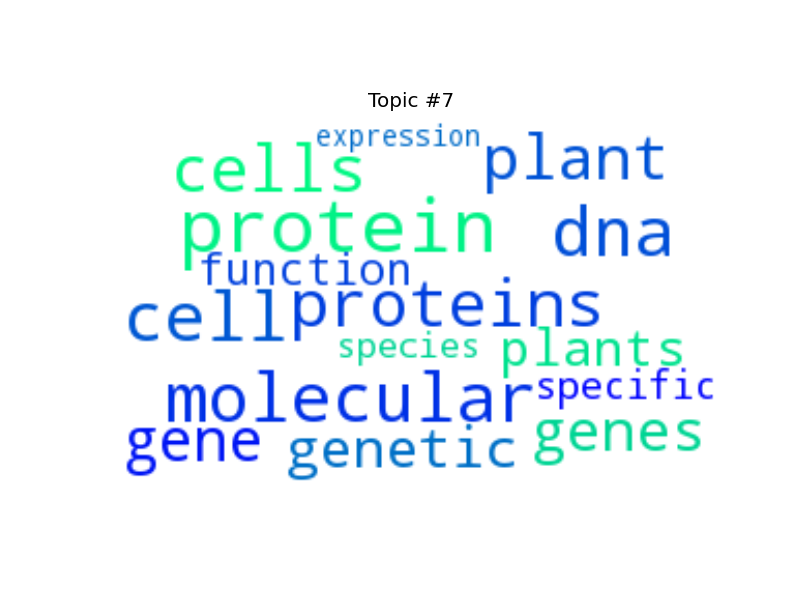 Topic #7
expression
cells plant
protein dna
function
cell proteins
species plants
molecular specific
gene genetic genes